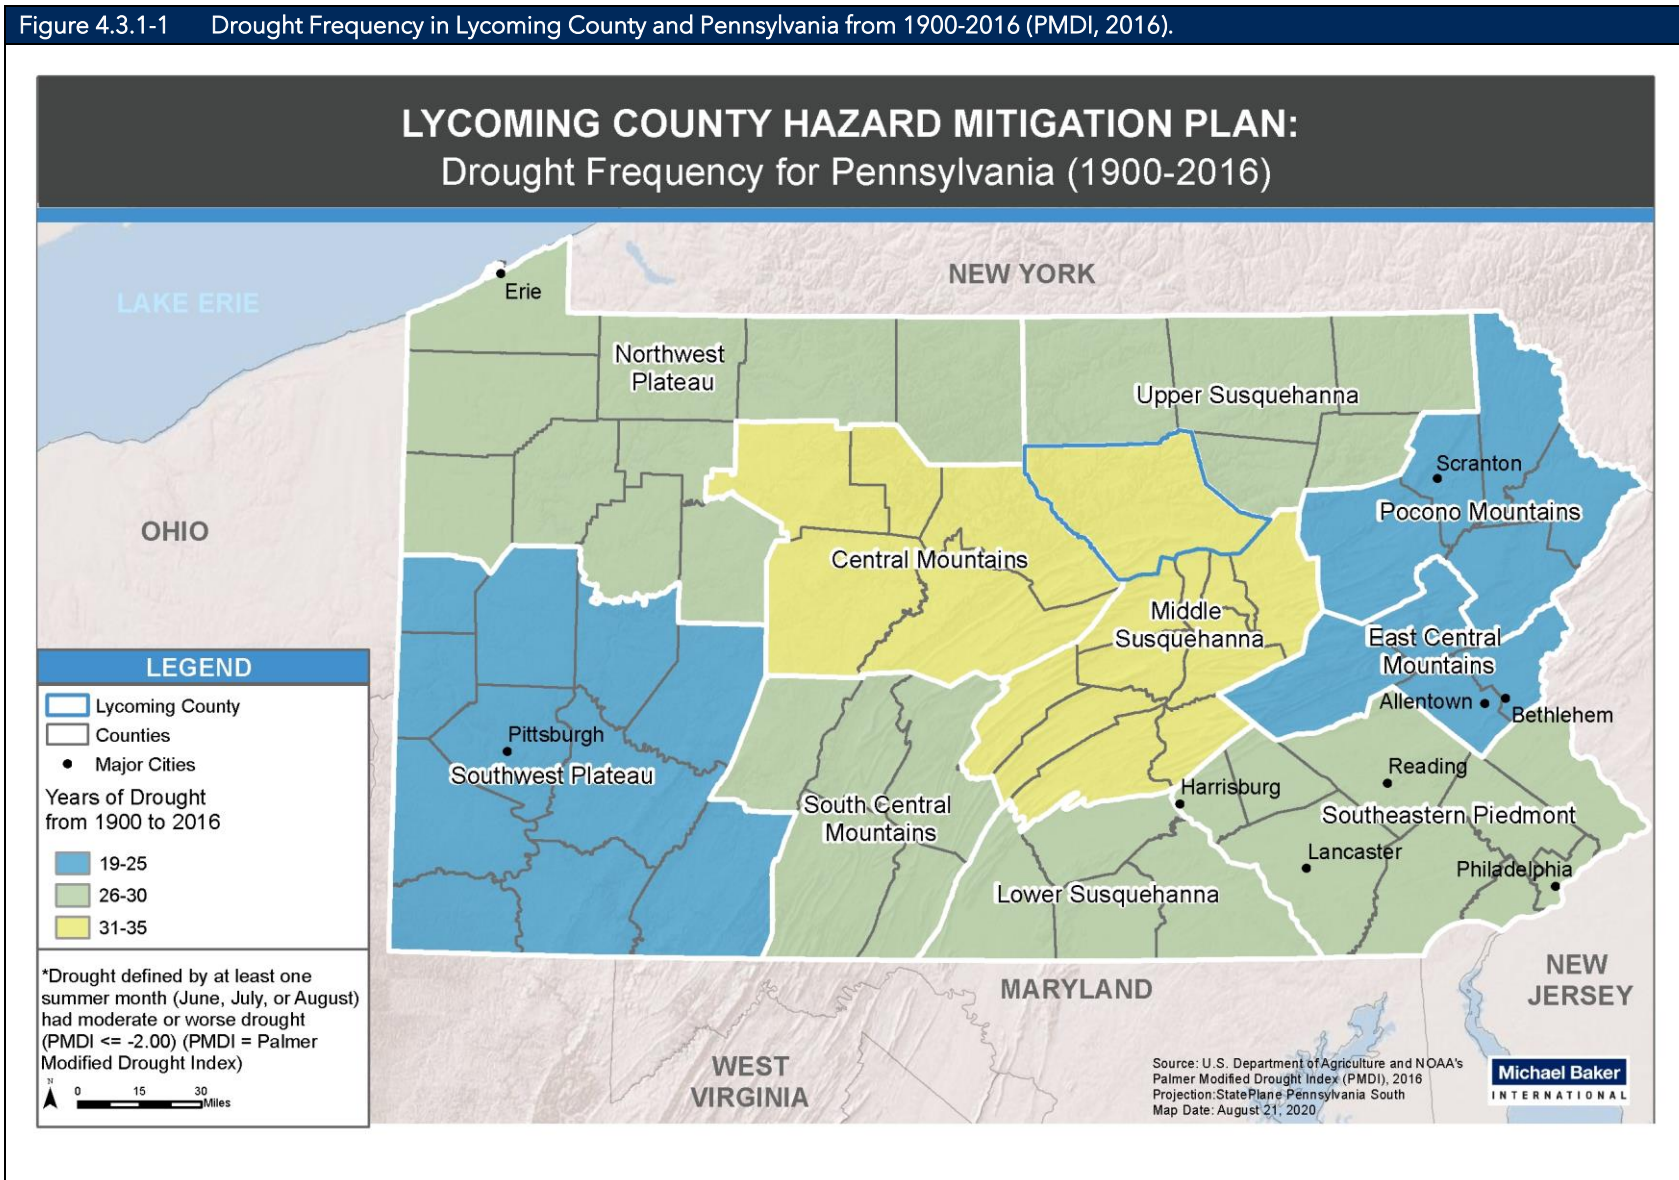 Figure 4.3.1-1 Drought Frequency in Lycoming County and Pennsylvania from 1900-2016 (PMDI, 2016).
LYCOMING COUNTY HAZARD MITIGATION PLAN:
Drought Frequency for Pennsylvania (1900-2016)
LAKE ERIE
Erie
NEW YORK
Northwest
Plateau
Upper Susquehanna
Scranton
Pocono Mountains
OHIO
Central Mountains
Middle
Susquehanna
East Central
Mountains
Allentown
Bethlehem
Pittsburgh
Southwest Plateau
South Central
Mountains
Harrisburg
Reading
Southeastern Piedmont
Lancaster
Philadelphia
Lower Susquehanna
MARYLAND
NEW
JERSEY
WEST
VIRGINIA
LEGEND
Lycoming County
Counties
Major Cities
Years of Drought
from 1900 to 2016
19-25
26-30
31-35
*Drought defined by at least one
summer month (June, July, or August)
had moderate or worse drought
(PMDI <= -2.00) (PMDI = Palmer
Modified Drought Index)
N
0 15 30
Miles
Source: U.S. Department of Agriculture and NOAA's
Palmer Modified Drought Index (PMDI), 2016
Projection:StatePlane Pennsylvania South
Map Date: August 21, 2020
Michael Baker
INTERNATIONAL